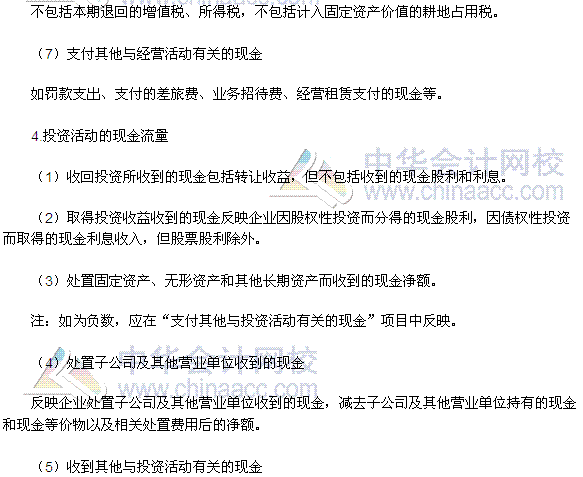 不包括本期退回的增值税、所得税，不包括计入固定资产价值的耕地占用税。
（7）支付其他与经营活动有关的现金
如罚款支出、支付的差旅费、业务招待费、经营租赁支付的现金等。
4.投资活动的现金流量
中华会计网校
www.chinaacc.com
（1）收回投资所收到的现金包括转让收益，但不包括收到的现金股利和利息。
（2）取得投资收益收到的现金反映企业因股权性投资而分得的现金股利，因债权性投资
而取得的现金利息收入，但股票股利除外。
（3）处置固定资产、无形资产和其他长期资产而收到的现金净额。
注：如为负数，应在“支付其他与投资活动有关的现金”项目中反映。
中华会计网校
www.chinaacc.com
（4）处置子公司及其他营业单位收到的现金
反映企业处置子公司及其他营业单位收到的现金，减去子公司及其他营业单位持有的现金
和现金等价物以及相关处置费用后的净额。
（5）收到其他与投资活动有关的现金